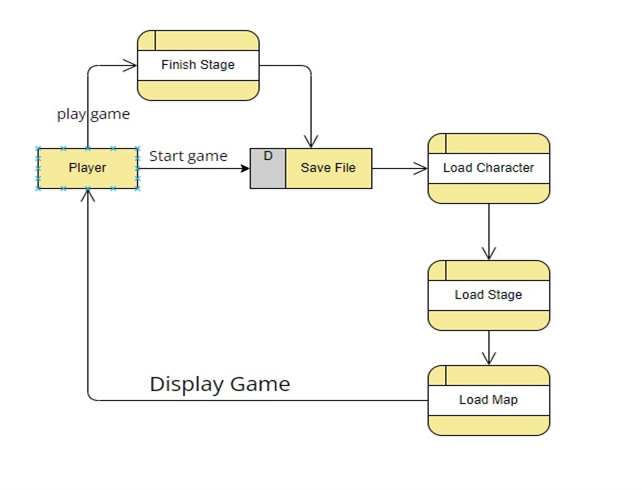 Finish Stage
play game
Start game
Player
D
Save File
Load Character
Load Stage
Display Game
Load Map